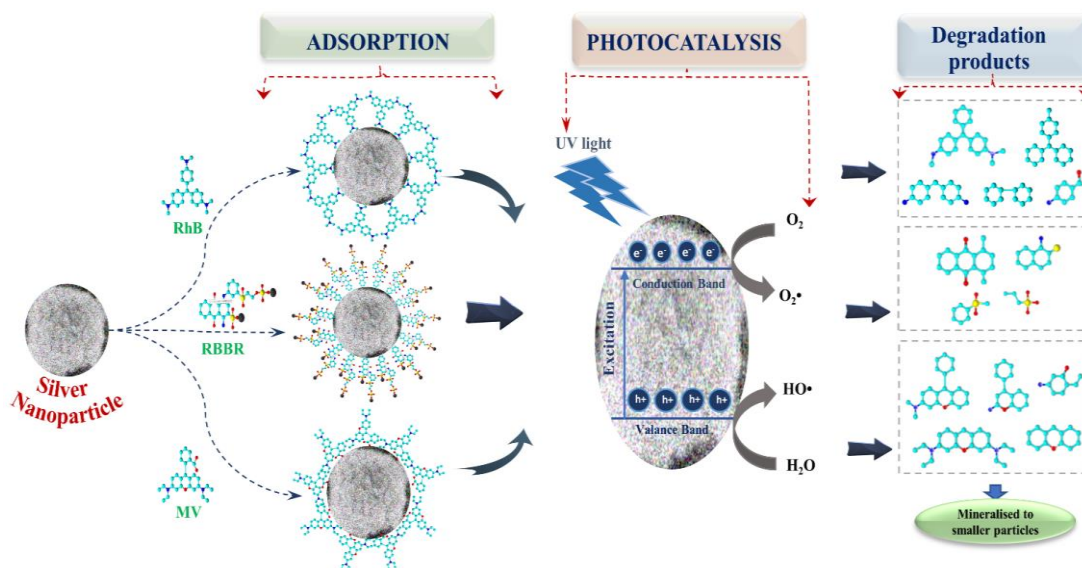 ADSORPTION
PHOTOCATALYSIS
Degradation
products
UV light
RhB
RBBR
MV
Silver
Nanoparticle
e- e- e- e-
Conduction Band
Excitation
h+ h+ h+ h+
Valance Band
O₂
O₂•
HO•
H₂O
Mineralised to
smaller particles